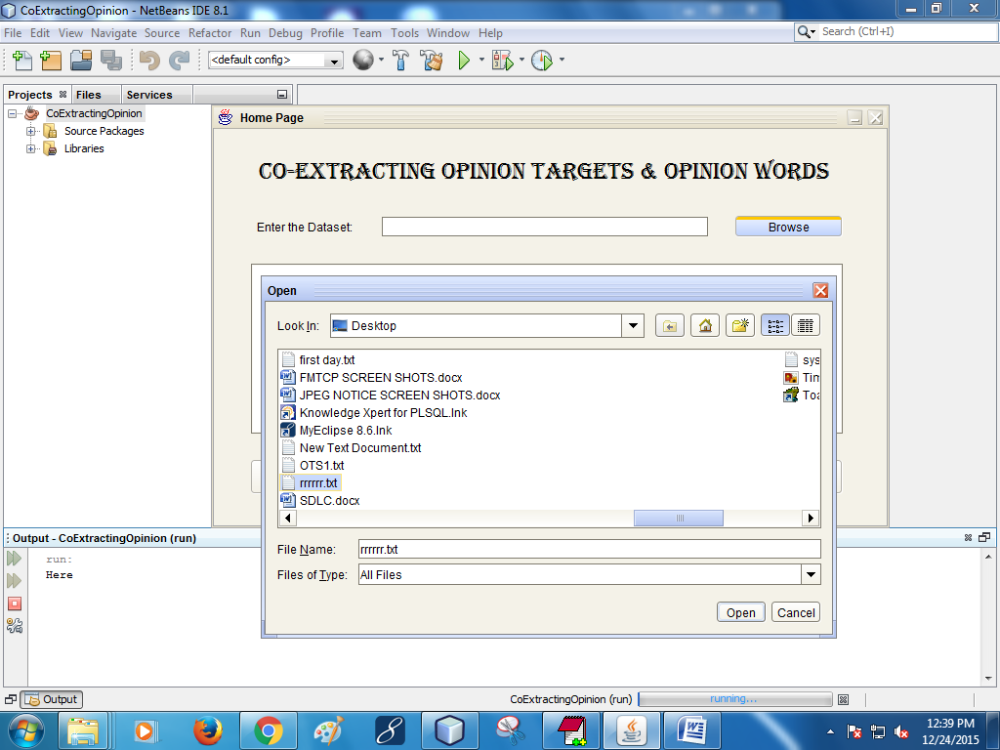 CoExtractingOpinion - NetBeans IDE 8.1
File Edit View Navigate Source Refactor Run Debug Profile Team Tools Window Help
Search (Ctrl+I)
<default config>
Projects Files Services
CoExtractingOpinion
Source Packages
Libraries
Home Page
CO-EXTRACTING OPINION TARGETS & OPINION WORDS
Enter the Dataset:
Browse
Open
Look In: Desktop
first day.txt
FMTCP SCREEN SHOTS.docx
JPEG NOTICE SCREEN SHOTS.docx
Knowledge Xpert for PLSQL.lnk
MyEclipse 8.6.lnk
New Text Document.txt
OTS1.txt
rrrrrr.txt
SDLC.docx
sys
Tim
Toa
File Name: rrrrrr.txt
Files of Type: All Files
Open Cancel
Output - CoExtractingOpinion (run)
run:
Here
Output
CoExtractingOpinion (run) running...
12:39 PM
12/24/2015